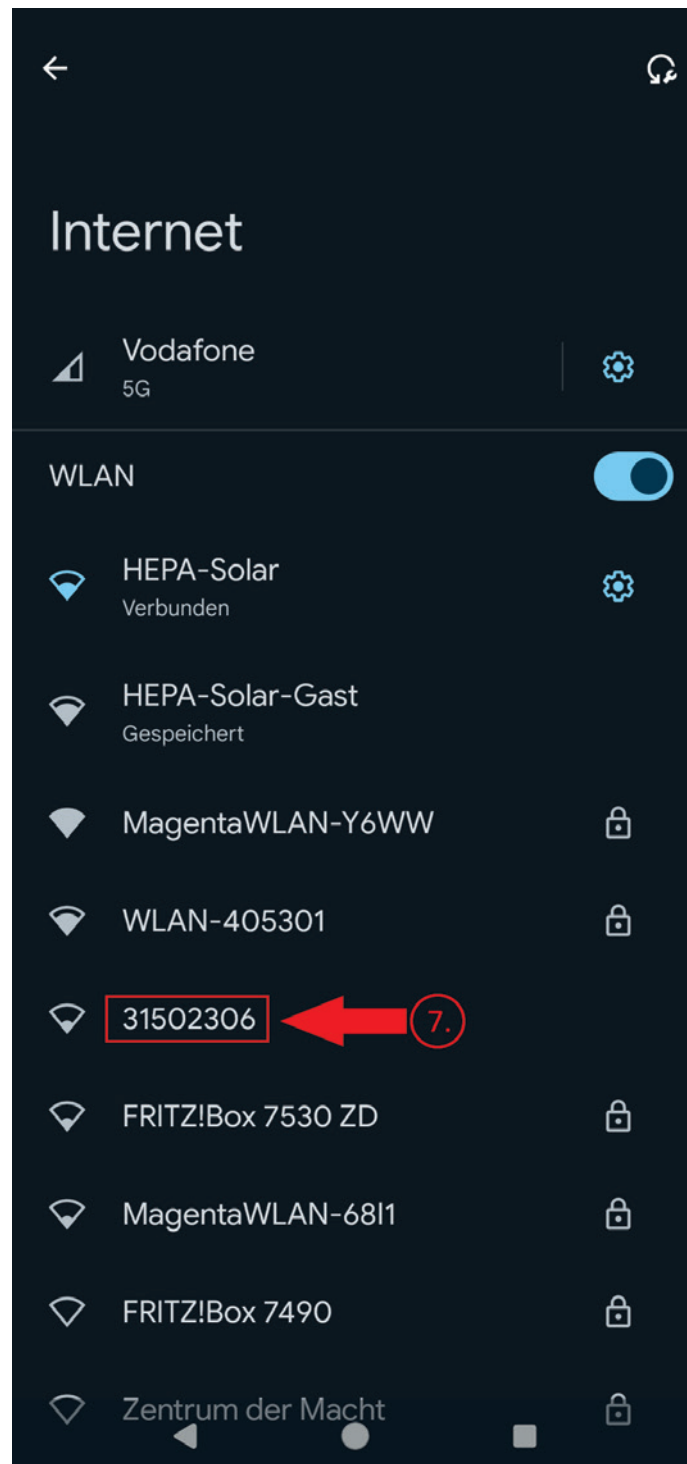 Internet
Vodafone
5G
WLAN
HEPA-Solar
Verbunden
HEPA-Solar-Gast
Gespeichert
MagentaWLAN-Y6WW
WLAN-405301
31502306
7.
FRITZ!Box 7530 ZD
MagentaWLAN-68I1
FRITZ!Box 7490
Zentrum der Macht